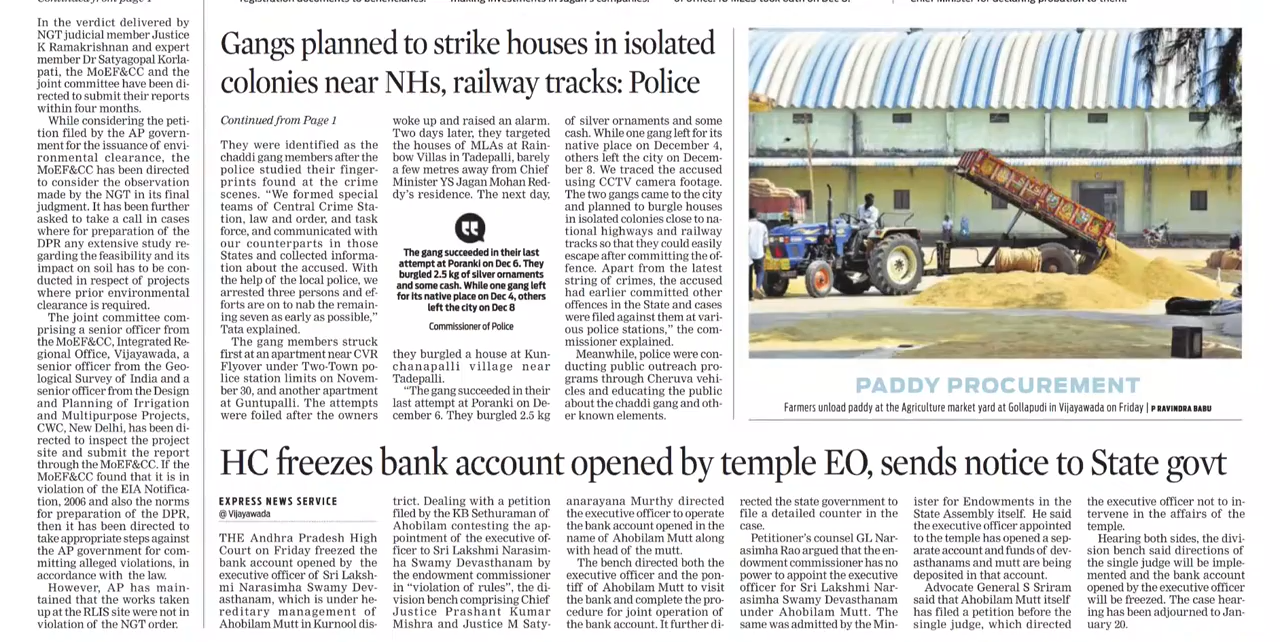 Continued from page 1
In the verdict delivered by
NGT judicial member Justice
K Ramakrishnan and expert
member Dr Satyagopal Korla-
pati, the MoEF&CC and the
joint committee have been di-
rected to submit their reports
within four months.
While considering the peti-
tion filed by the AP govern-
ment for the issuance of envi-
ronmental clearance, the
MoEF&CC has been directed
to consider the observation
made by the NGT in its final
judgment. It has been further
asked to take a call in cases
where for preparation of the
DPR any extensive study re-
garding the feasibility and its
impact on soil has to be con-
ducted in respect of projects
where prior environmental
clearance is required.
The joint committee com-
prising a senior officer from
the MoEF&CC, Integrated Re-
gional Office, Vijayawada, a
senior officer from the Geo-
logical Survey of India and a
senior officer from the Design
and Planning of Irrigation
and Multipurpose Projects,
CWC, New Delhi, has been di-
rected to inspect the project
site and submit the report
through the MoEF&CC. If the
MoEF&CC found that it is in
violation of the EIA Notifica-
tion, 2006 and also the norms
for preparation of the DPR,
then it has been directed to
take appropriate steps against
the AP government for com-
mitting alleged violations, in
accordance with the law.
However, AP has main-
tained that the works taken
up at the RLIS site were not in
violation of the NGT order.
registration documents to beneficiaries.
making investments in Jagan's companies.
Chief Minister for declaring probation to them.
Gangs planned to strike houses in isolated
colonies near NHs, railway tracks: Police
Continued from Page 1
They were identified as the
chaddi gang members after the
police studied their finger-
prints found at the crime
scenes. “We formed special
teams of Central Crime Sta-
tion, law and order, and task
force, and communicated with
our counterparts in those
States and collected informa-
tion about the accused. With
the help of the local police, we
arrested three persons and ef-
forts are on to nab the remain-
ing seven as early as possible,”
Tata explained.
The gang members struck
first at an apartment near CVR
Flyover under Two-Town po-
lice station limits on Novem-
ber 30, and another apartment
at Guntupalli. The attempts
were foiled after the owners
woke up and raised an alarm.
Two days later, they targeted
the houses of MLAs at Rain-
bow Villas in Tadepalli, barely
a few metres away from Chief
Minister YS Jagan Mohan Red-
dy’s residence. The next day,
The gang succeeded in their last
attempt at Poranki on Dec 6. They
burgled 2.5 kg of silver ornaments
and some cash. While one gang left
for its native place on Dec 4, others
left the city on Dec 8
Commissioner of Police
they burgled a house at Kun-
chanapalli village near
Tadepalli.
“The gang succeeded in their
last attempt at Poranki on De-
cember 6. They burgled 2.5 kg
of silver ornaments and some
cash. While one gang left for its
native place on December 4,
others left the city on Decem-
ber 8. We traced the accused
using CCTV camera footage.
The two gangs came to the city
and planned to burgle houses
in isolated colonies close to na-
tional highways and railway
tracks so that they could easily
escape after committing the of-
fence. Apart from the latest
string of crimes, the accused
had earlier committed other
offences in the State and cases
were filed against them at vari-
ous police stations,” the com-
missioner explained.
Meanwhile, police were con-
ducting public outreach pro-
grams through Cheruva vehi-
cles and educating the public
about the chaddi gang and oth-
er known elements.
PADDY PROCUREMENT
Farmers unload paddy at the Agriculture market yard at Gollapudi in Vijayawada on Friday | P RAVINDRA BABU
HC freezes bank account opened by temple EO, sends notice to State govt
EXPRESS NEWS SERVICE
@ Vijayawada
THE Andhra Pradesh High
Court on Friday freezed the
bank account opened by the
executive officer of Sri Laksh-
mi Narasimha Swamy Dev-
asthanam, which is under he-
reditary management of
Ahobilam Mutt in Kurnool dis-
trict. Dealing with a petition
filed by the KB Sethuraman of
Ahobilam contesting the ap-
pointment of the executive of-
ficer to Sri Lakshmi Narasim-
ha Swamy Devasthanam by
the endowment commissioner
in “violation of rules”, the di-
vision bench comprising Chief
Justice Prashant Kumar
Mishra and Justice M Saty-
anarayana Murthy directed
the executive officer to operate
the bank account opened in the
name of Ahobilam Mutt along
with head of the mutt.
The bench directed both the
executive officer and the pon-
tiff of Ahobilam Mutt to visit
the bank and complete the pro-
cedure for joint operation of
the bank account. It further di-
rected the state government to
file a detailed counter in the
case.
Petitioner’s counsel GL Nar-
asimha Rao argued that the en-
dowment commissioner has no
power to appoint the executive
officer for Sri Lakshmi Nar-
asimha Swamy Devasthanam
under Ahobilam Mutt. The
same was admitted by the Min-
ister for Endowments in the
State Assembly itself. He said
the executive officer appointed
to the temple has opened a sep-
arate account and funds of dev-
asthanams and mutt are being
deposited in that account.
Advocate General S Sriram
said that Ahobilam Mutt itself
has filed a petition before the
single judge, which directed
the executive officer not to in-
tervene in the affairs of the
temple.
Hearing both sides, the divi-
sion bench said directions of
the single judge will be imple-
mented and the bank account
opened by the executive officer
will be freezed. The case hear-
ing has been adjourned to Jan-
uary 20.